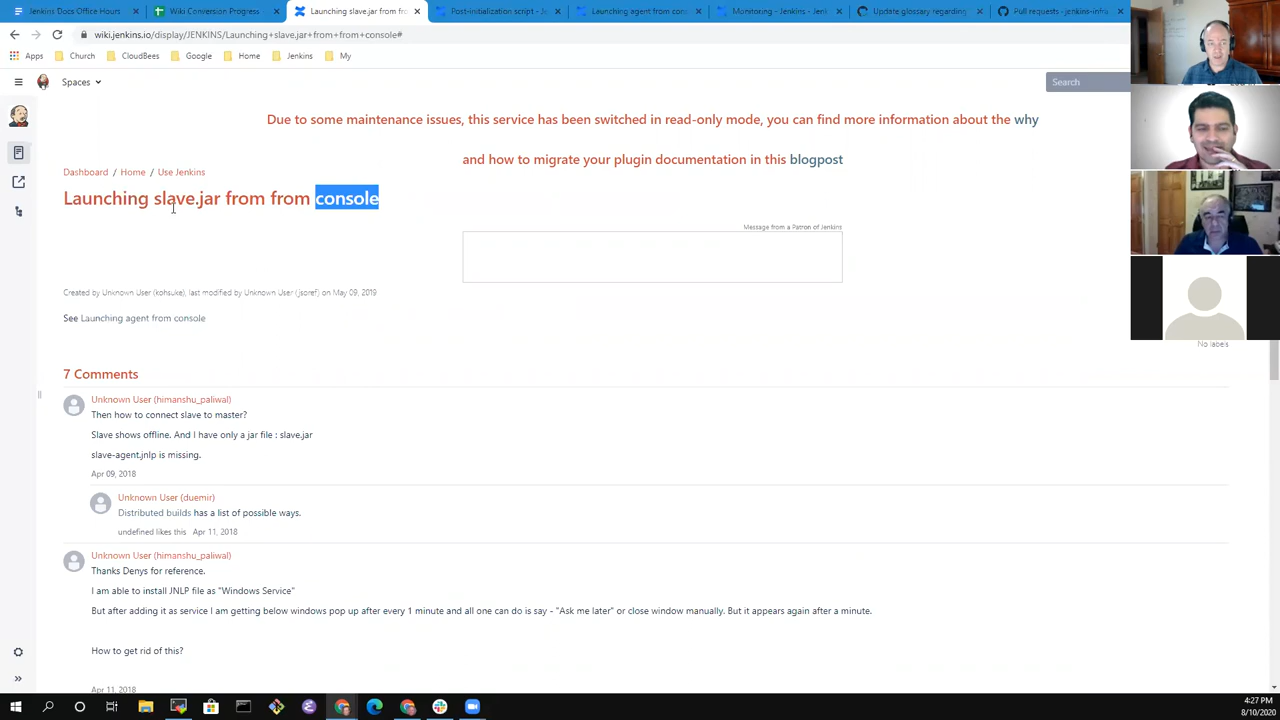 Jenkins Docs Office Hours
Wiki Conversion Progress
Launching slave.jar from fr
Post-initialization script - Je
Launching agent from con
Monitoring - Jenkins - Jen
Update glossary regarding
Pull requests · jenkins-infra
wiki.jenkins.io/display/JENKINS/Launching+slave.jar+from+from+console#
Apps
Church
CloudBees
Google
Home
Jenkins
My
Spaces
Search
Due to some maintenance issues, this service has been switched in read-only mode, you can find more information about the why
and how to migrate your plugin documentation in this blogpost
Dashboard / Home / Use Jenkins
Launching slave.jar from from console
Message from a Patron of Jenkins
Created by Unknown User (kohsuke), last modified by Unknown User (jsoref) on May 09, 2019
See Launching agent from console
No labels
7 Comments
Unknown User (himanshu_paliwal)
Then how to connect slave to master?
Slave shows offline. And I have only a jar file : slave.jar
slave-agent.jnlp is missing.
Apr 09, 2018
Unknown User (duemir)
Distributed builds has a list of possible ways.
undefined likes this Apr 11, 2018
Unknown User (himanshu_paliwal)
Thanks Denys for reference.
I am able to install JNLP file as "Windows Service"
But after adding it as service I am getting below windows pop up after every 1 minute and all one can do is say - "Ask me later" or close window manually. But it appears again after a minute.
How to get rid of this?
Apr 11, 2018
4:27 PM
8/10/2020